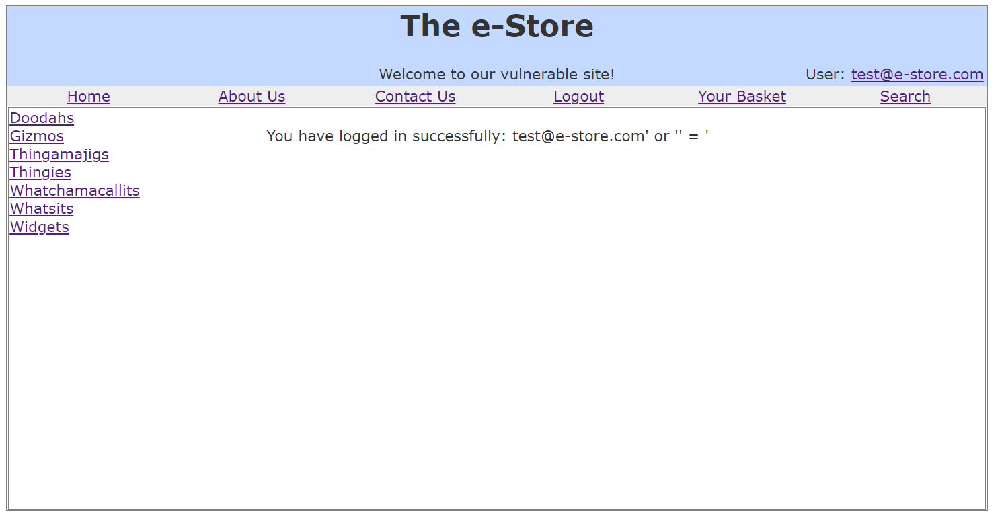 The e-Store
Welcome to our vulnerable site!
User: test@e-store.com
Home About Us Contact Us Logout Your Basket Search
Doodahs
Gizmos
Thingamajigs
Thingies
Whatchamacallits
Whatsits
Widgets
You have logged in successfully: test@e-store.com' or '' = '